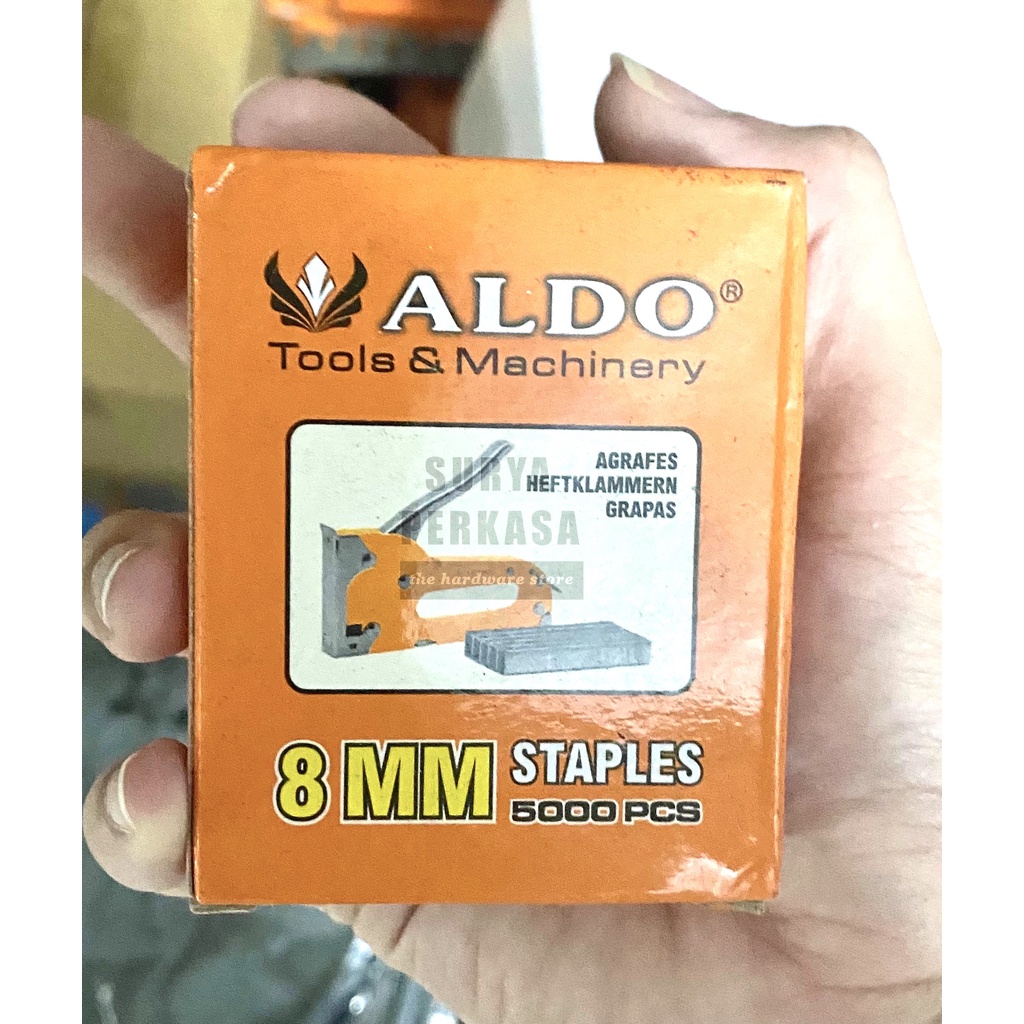 ALDO®
Tools & Machinery
AGRAFES
HEFTKLAMMERN
GRAPAS
SURYA
PERKASA
the hardware store
8 MM STAPLES
5000 PCS